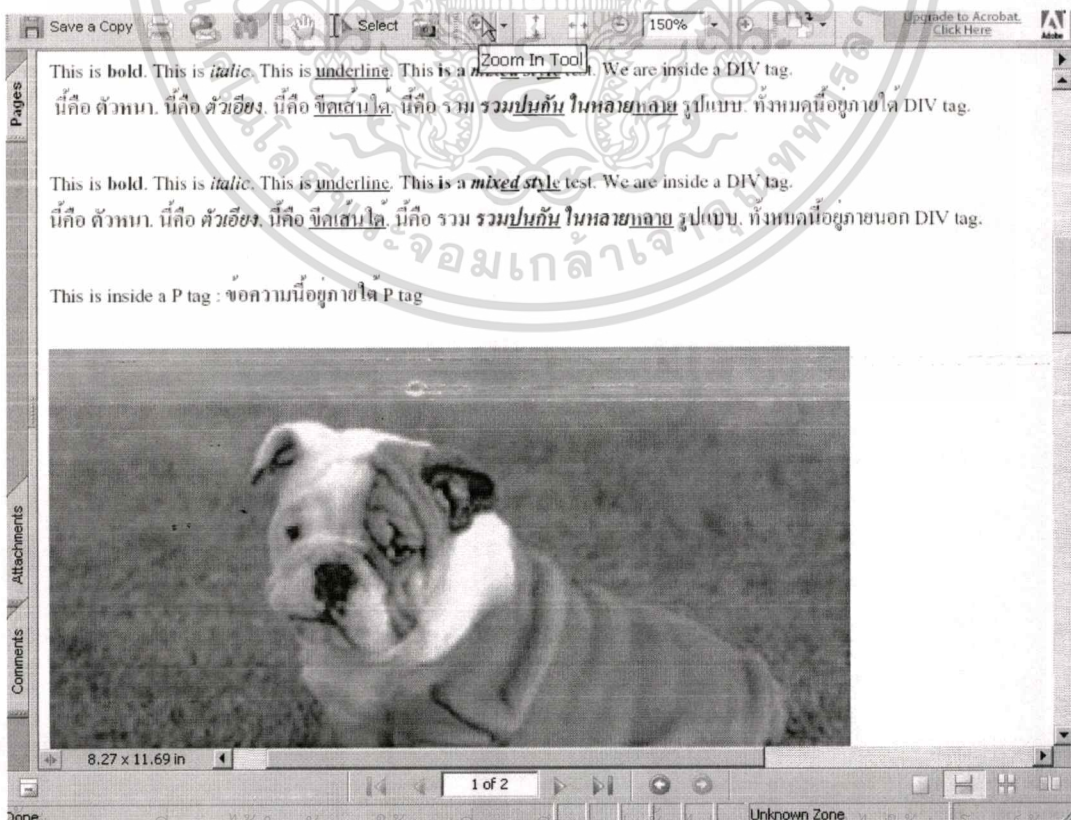 Save a Copy Select 150% Upgrade to Acrobat. Click Here Adobe
Zoom In Tool
This is bold. This is italic. This is underline. This is a mixed style test. We are inside a DIV tag.
นี่คือ ตัวหนา. นี่คือ ตัวเอียง. นี่คือ ขีดเส้นใต้. นี่คือ รวม รวมปนกัน ในหลายหลาย รูปแบบ. ทั้งหมดนี้อยู่ภายใต้ DIV tag.
This is bold. This is italic. This is underline. This is a mixed style test. We are inside a DIV tag.
นี่คือ ตัวหนา. นี่คือ ตัวเอียง. นี่คือ ขีดเส้นใต้. นี่คือ รวม รวมปนกัน ในหลายหลาย รูปแบบ. ทั้งหมดนี้อยู่ภายนอก DIV tag.
This is inside a P tag : ข้อความนี้อยู่ภายใต้ P tag
Pages
Attachments
Comments
8.27 x 11.69 in
1 of 2
Done Unknown Zone